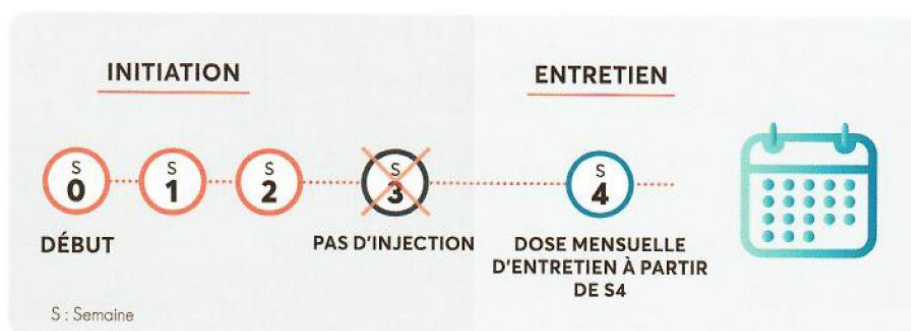 INITIATION
ENTRETIEN
S
0
S
1
S
2
S
3
S
4
DÉBUT
PAS D'INJECTION
DOSE MENSUELLE
D'ENTRETIEN À PARTIR
DE S4
S : Semaine